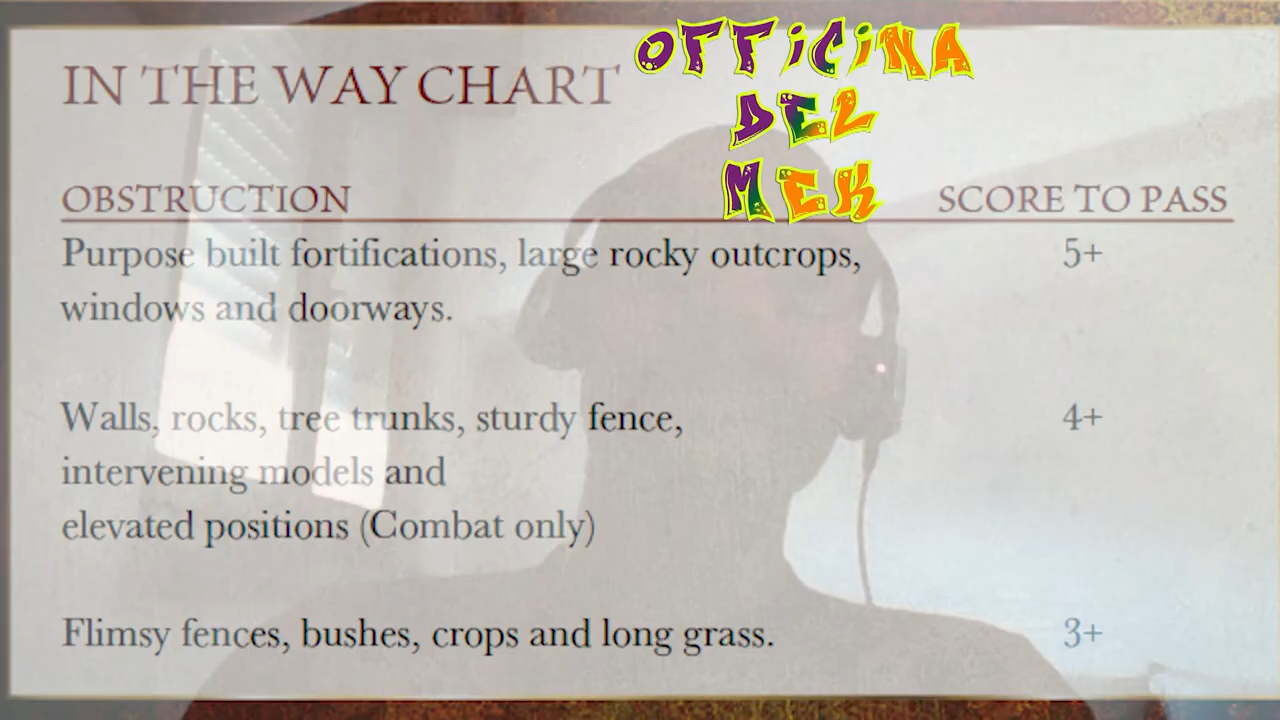 IN THE WAY CHART
OFFICINA
DEL
MEK
OBSTRUCTION SCORE TO PASS
Purpose built fortifications, large rocky outcrops, 5+
windows and doorways.
Walls, rocks, tree trunks, sturdy fence, 4+
intervening models and
elevated positions (Combat only)
Flimsy fences, bushes, crops and long grass. 3+